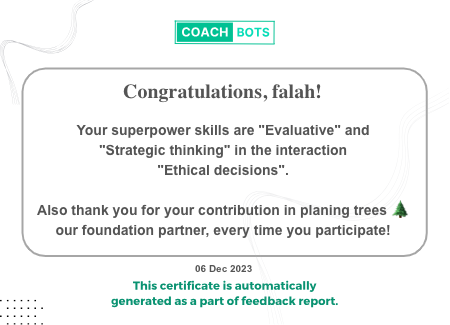 COACH BOTS
Congratulations, falah!
Your superpower skills are "Evaluative" and
"Strategic thinking" in the interaction
"Ethical decisions".
Also thank you for your contribution in planing trees 🌲
our foundation partner, every time you participate!
06 Dec 2023
This certificate is automatically
generated as a part of feedback report.